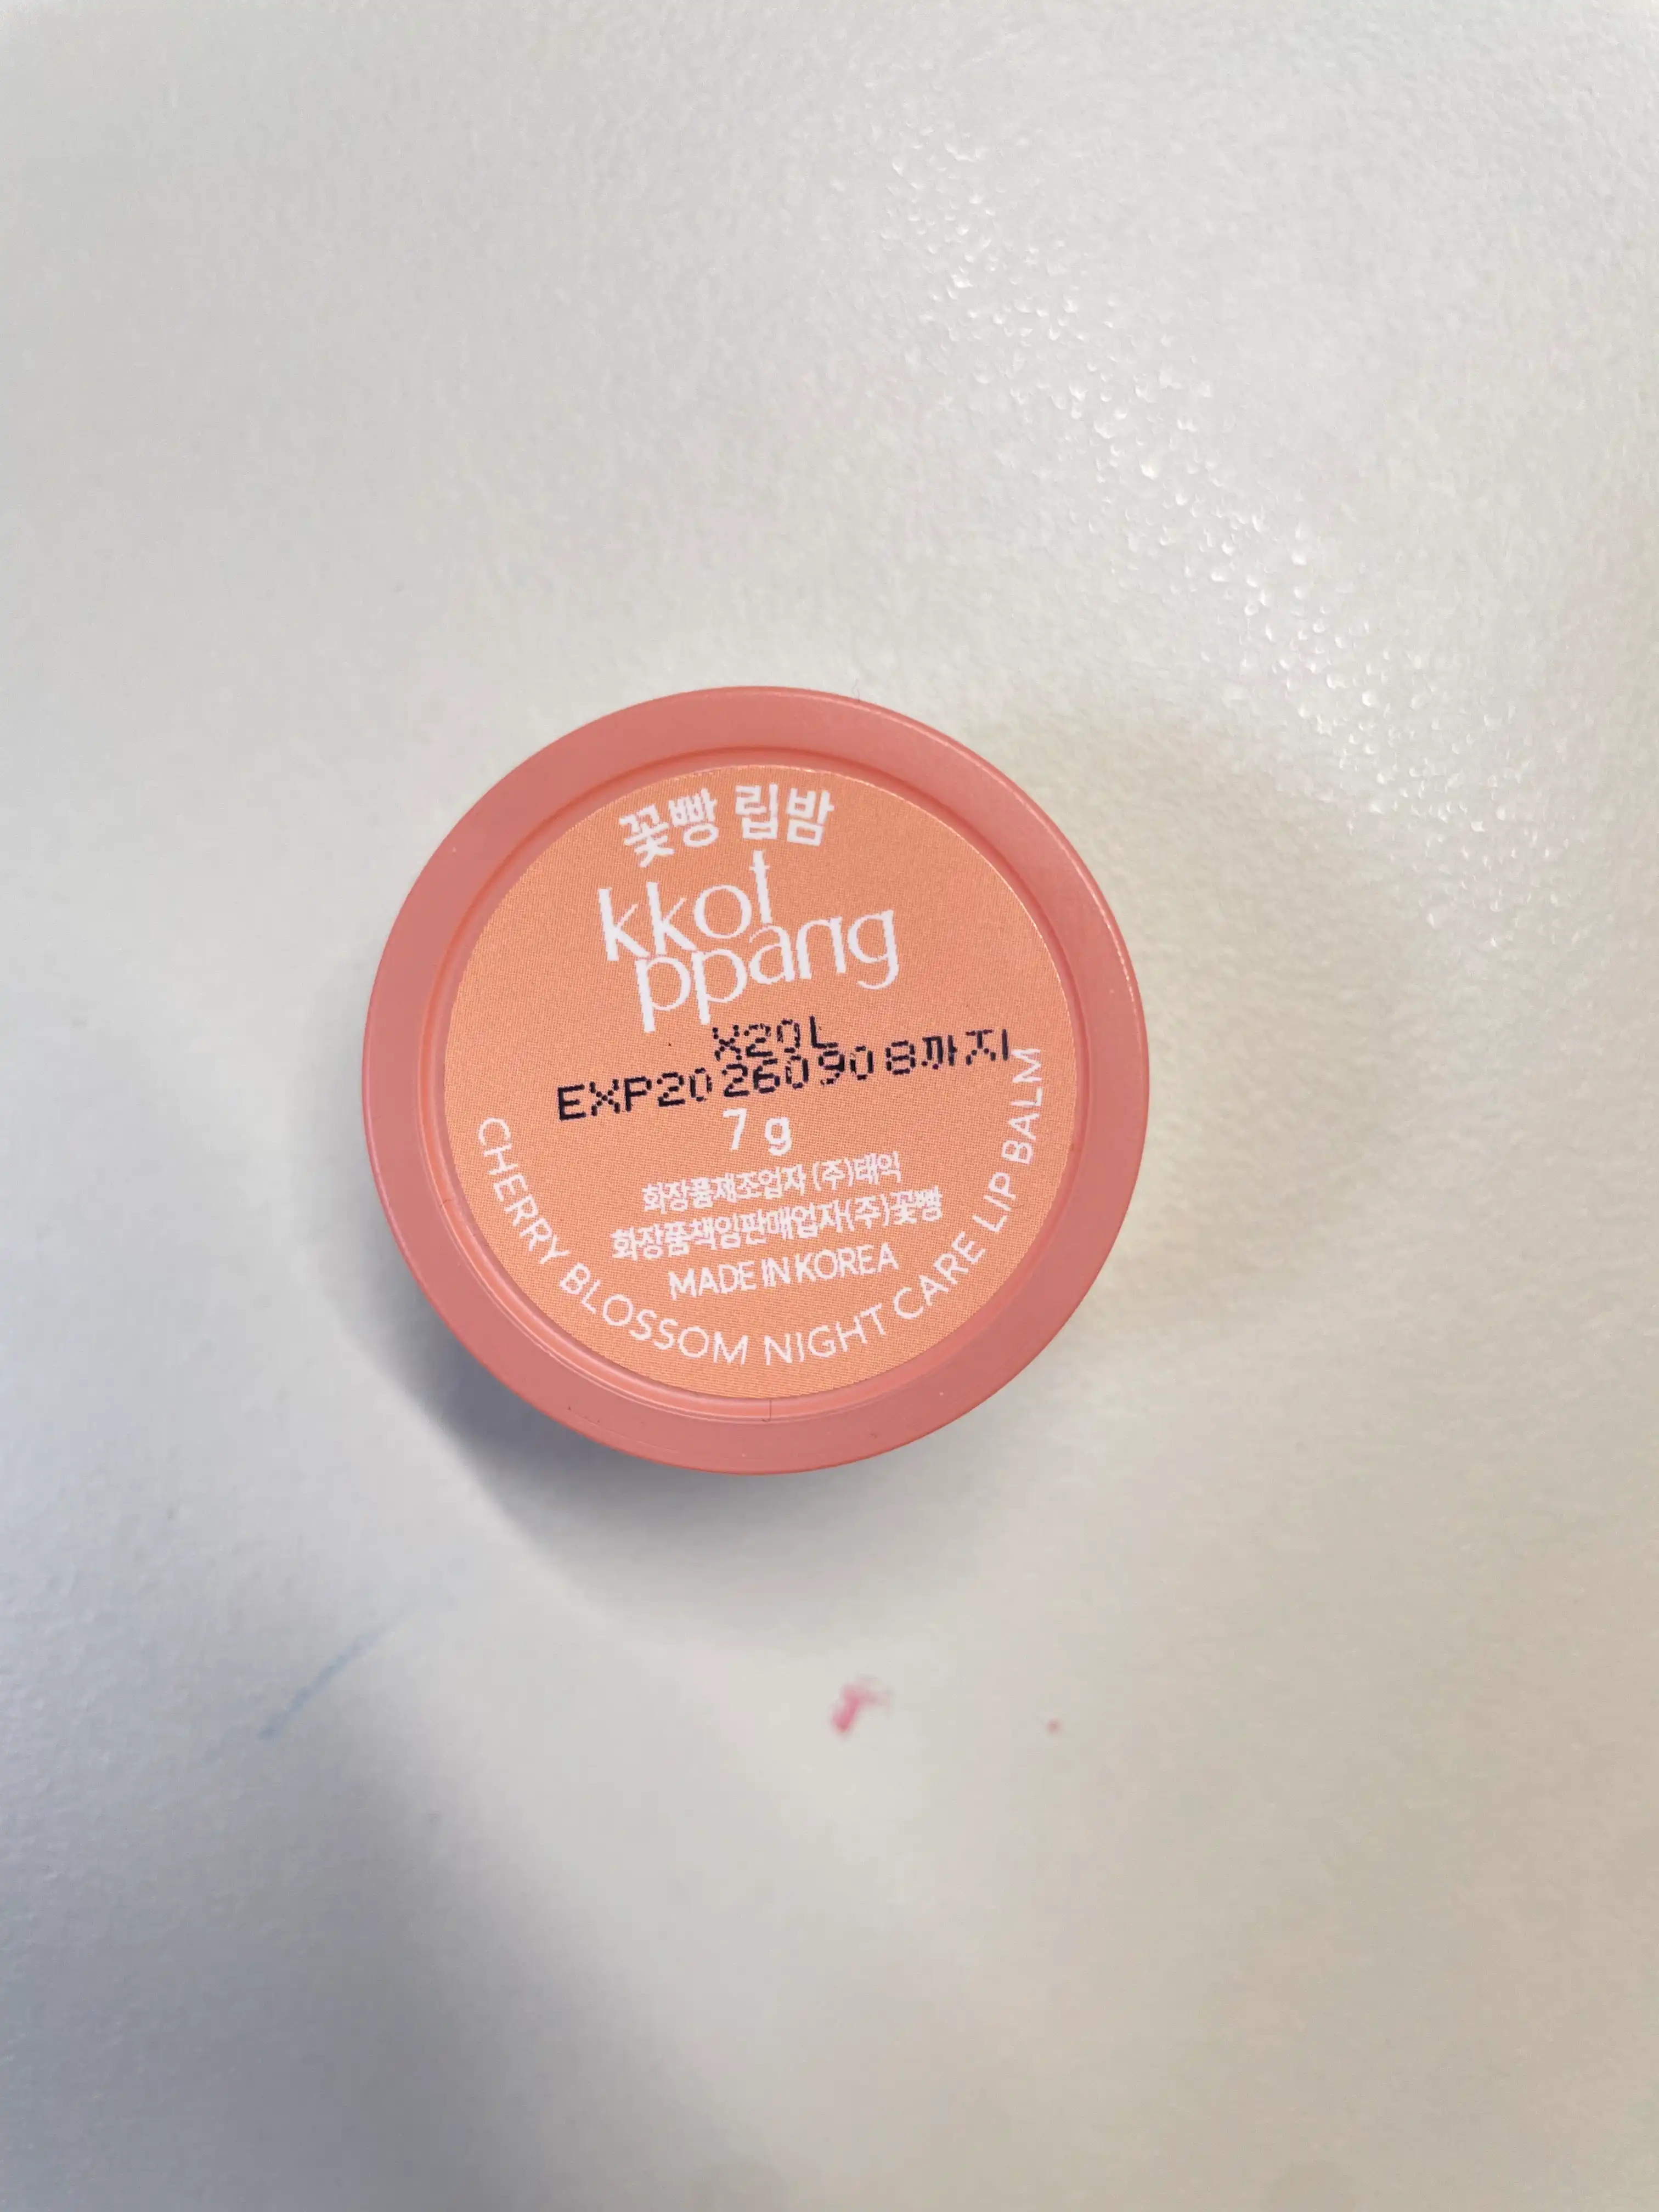 꽃빵 립밤
kkot
ppang
X20L
EXP20260908까지
7g
화장품제조업자 (주)태익
화장품책임판매업자(주)꽃빵
MADE IN KOREA
CHERRY BLOSSOM NIGHT CARE LIP BALM